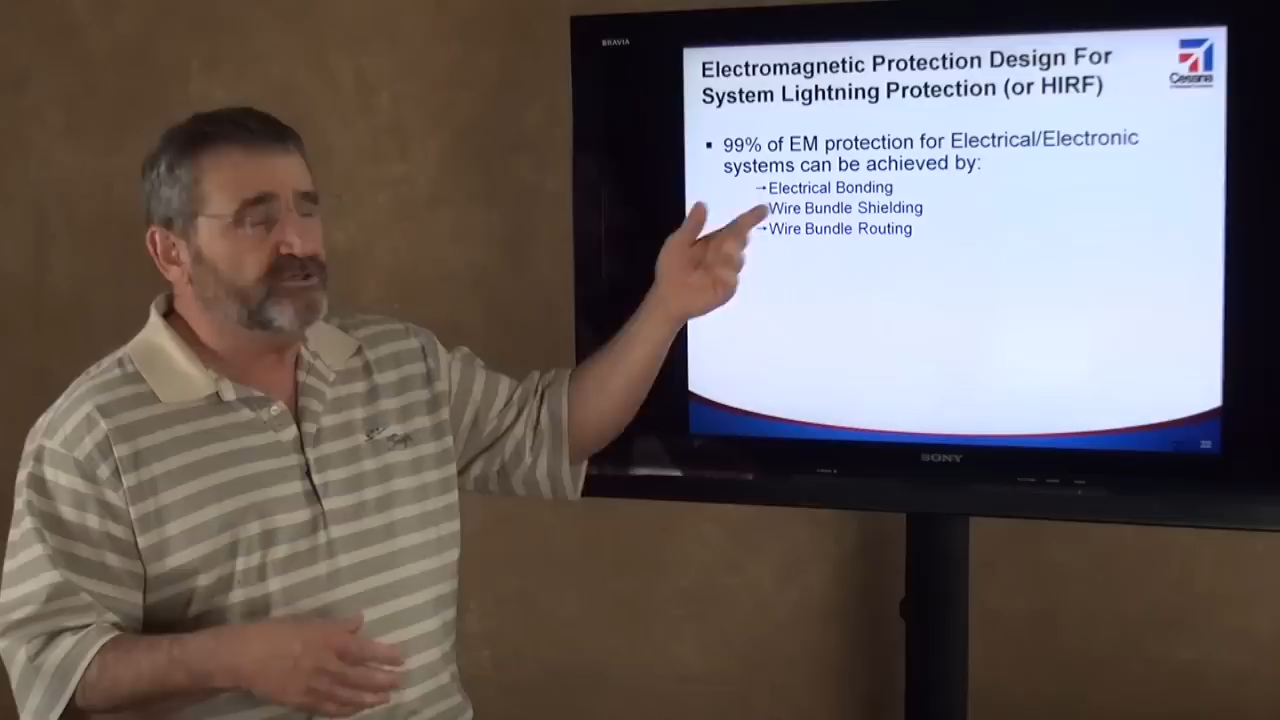 BRAVIA
Electromagnetic Protection Design For
System Lightning Protection (or HIRF)
Cessna
▪ 99% of EM protection for Electrical/Electronic
systems can be achieved by:
→Electrical Bonding
Wire Bundle Shielding
→Wire Bundle Routing
SONY